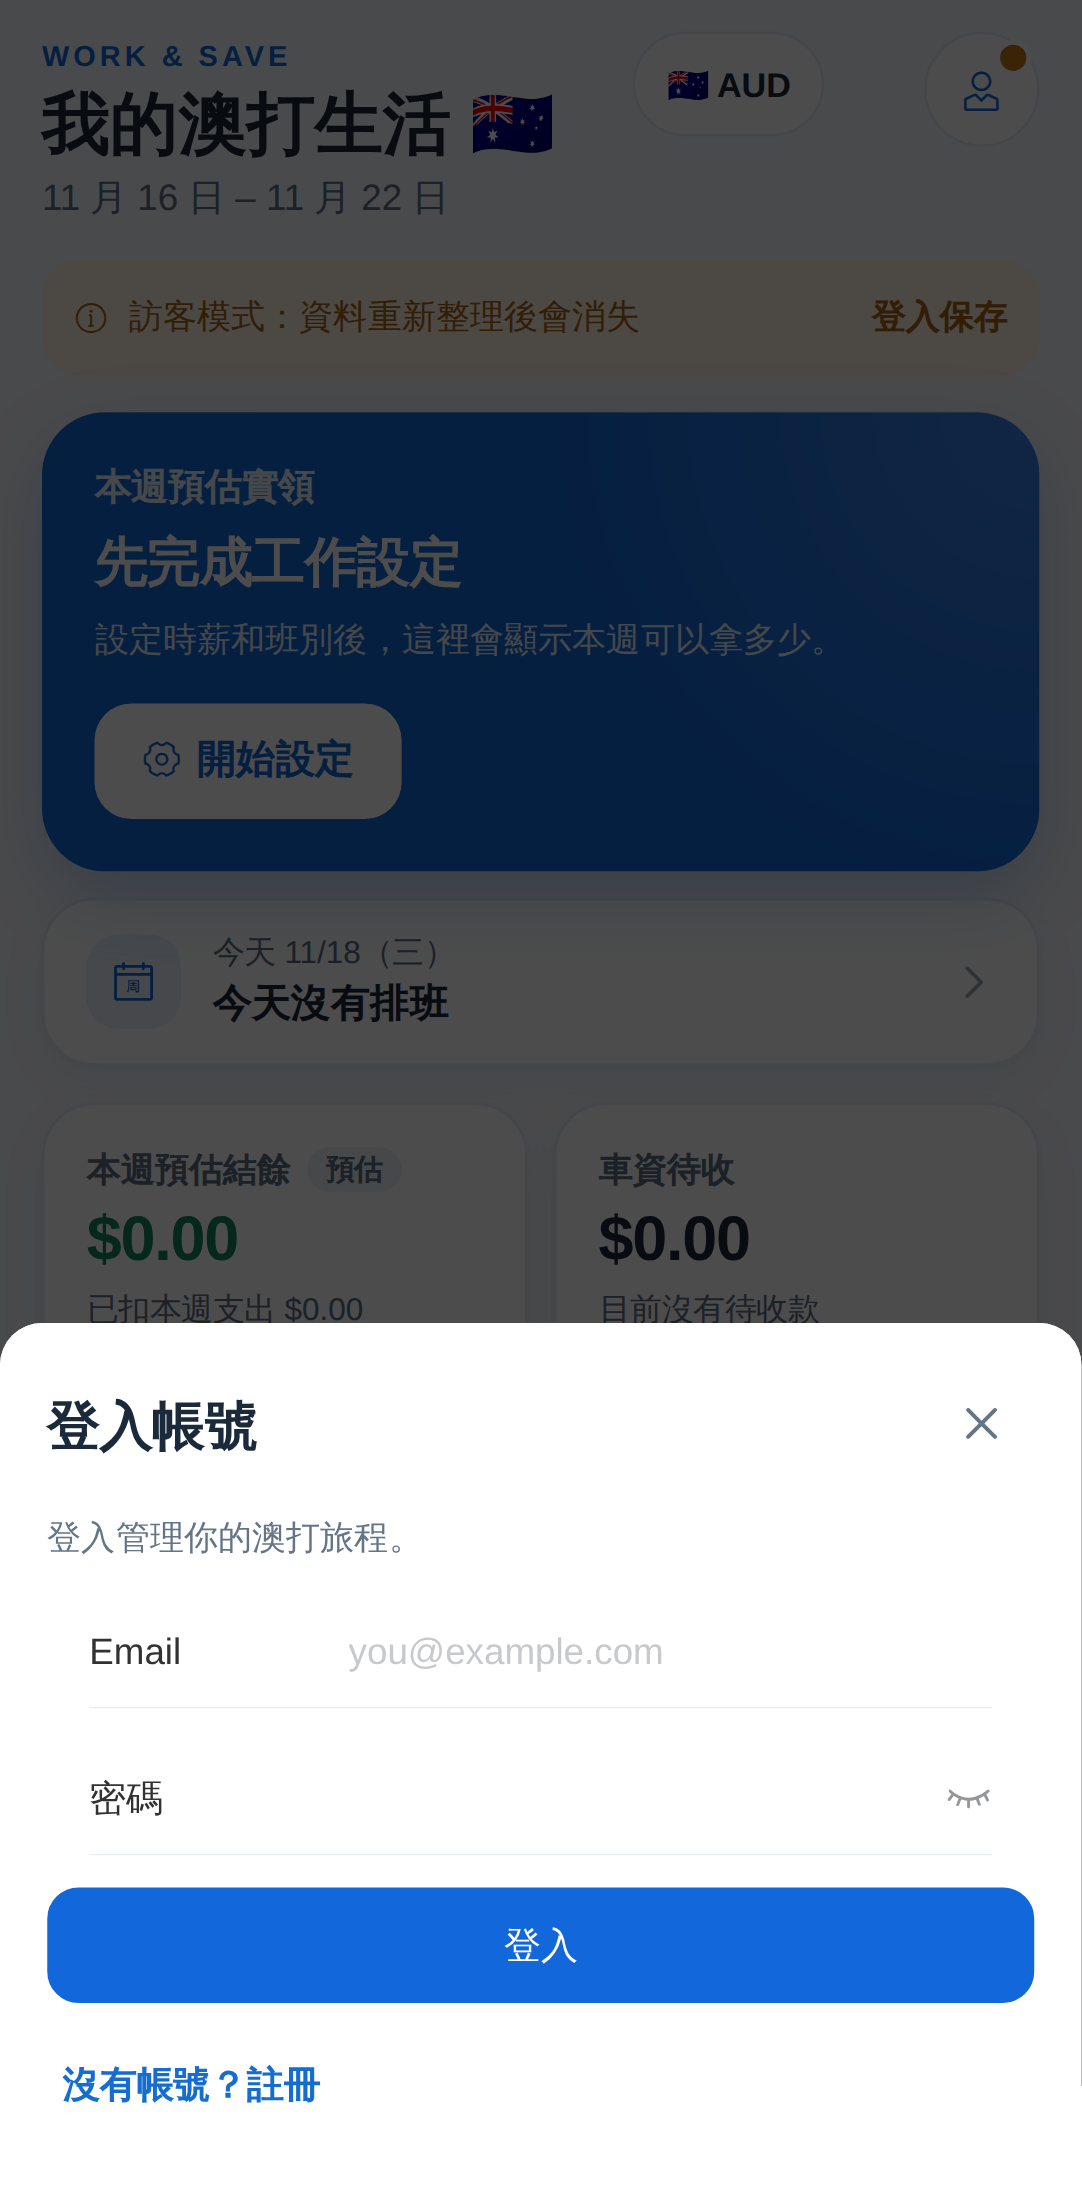 WORK & SAVE
我的澳打生活 🇦🇺
11 月 16 日 – 11 月 22 日
🇦🇺 AUD
訪客模式：資料重新整理後會消失
登入保存
本週預估實領
先完成工作設定
設定時薪和班別後，這裡會顯示本週可以拿多少。
開始設定
周
今天 11/18（三）
今天沒有排班
本週預估結餘 預估
$0.00
已扣本週支出 $0.00
車資待收
$0.00
目前沒有待收款
登入帳號
登入管理你的澳打旅程。
Email
you@example.com
密碼
登入
沒有帳號？註冊